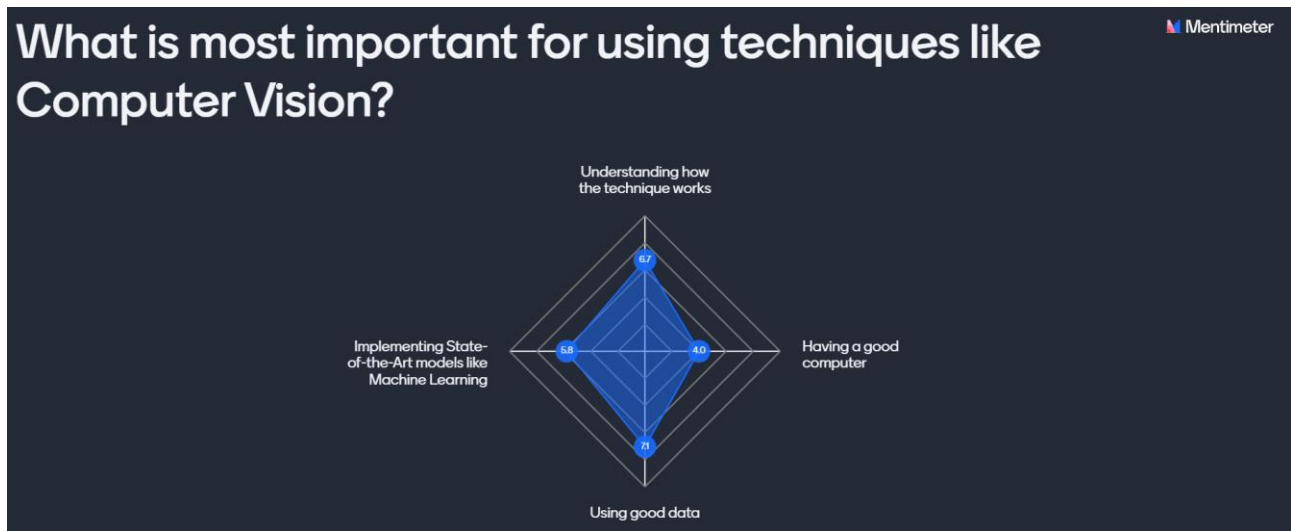 What is most important for using techniques like
Computer Vision?
Mentimeter
Understanding how
the technique works
6.7
Implementing State-
of-the-Art models like
Machine Learning
5.8
4.0
Having a good
computer
7.1
Using good data